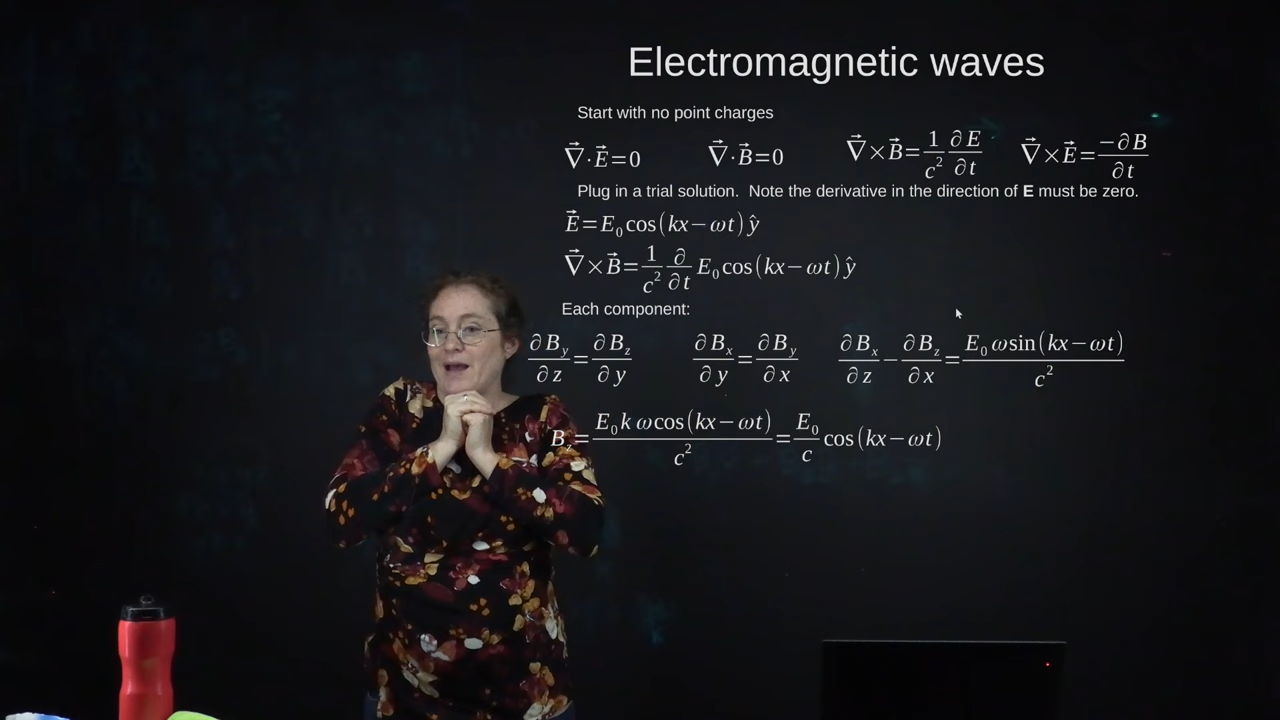 Electromagnetic waves
Start with no point charges
∇⃗·E⃗=0 ∇⃗·B⃗=0 ∇⃗×B⃗=1/c² ∂E/∂t ∇⃗×E⃗=−∂B/∂t
Plug in a trial solution. Note the derivative in the direction of E must be zero.
E⃗=E₀cos(kx−ωt)ŷ
∇⃗×B⃗=1/c² ∂/∂t E₀cos(kx−ωt)ŷ
Each component:
∂B_y/∂z=∂B_z/∂y ∂B_x/∂y=∂B_y/∂x ∂B_x/∂z−∂B_z/∂x=E₀ωsin(kx−ωt)/c²
B_z=E₀kωcos(kx−ωt)/c²=E₀/c cos(kx−ωt)